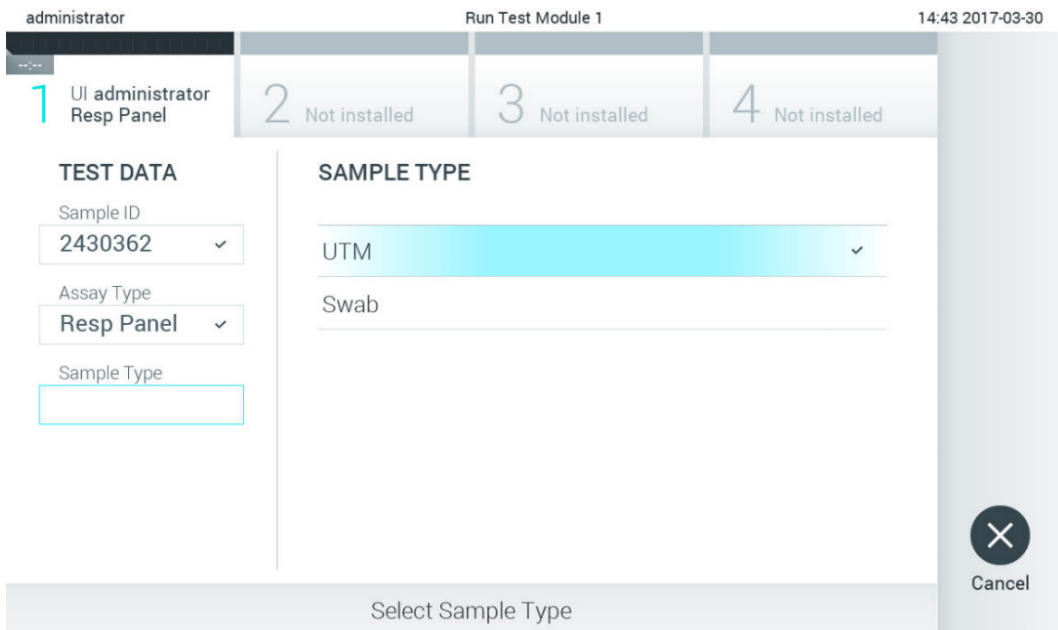 administrator
Run Test Module 1
14:43 2017-03-30
--:--
1 UI administrator
Resp Panel
2 Not installed
3 Not installed
4 Not installed
TEST DATA
Sample ID
2430362
Assay Type
Resp Panel
Sample Type
SAMPLE TYPE
UTM
Swab
Cancel
Select Sample Type